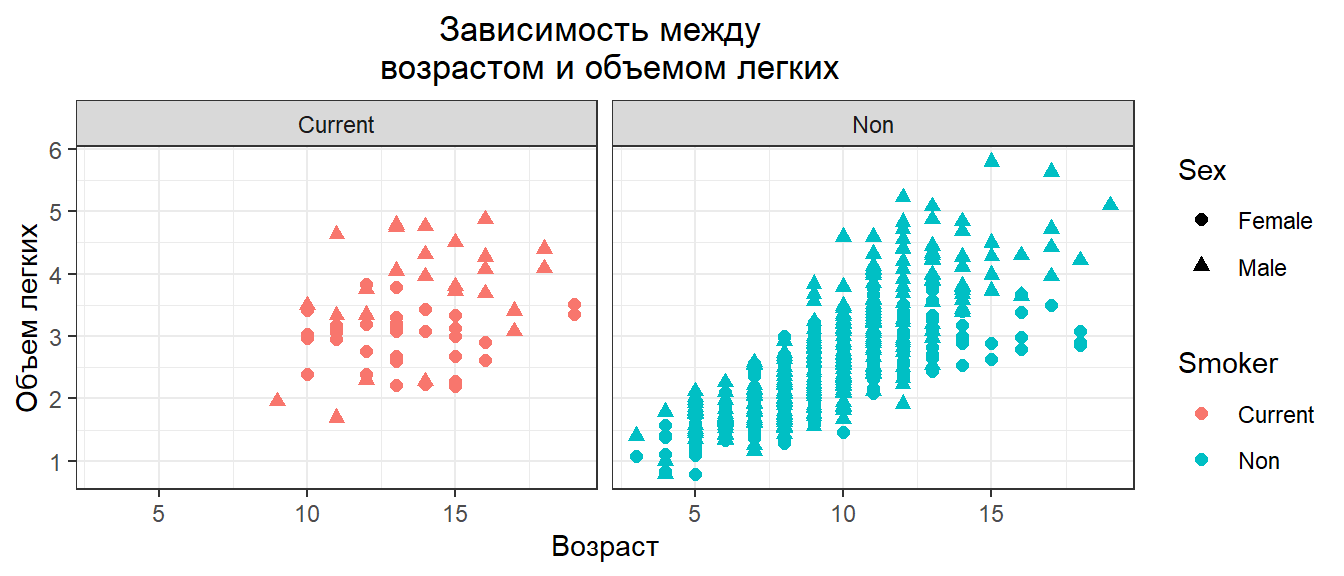 Зависимость между
возрастом и объемом легких
Current
Non
Объем легких
6
5
4
3
2
1
5
10
15
5
10
15
Возраст
Sex
Female
Male
Smoker
Current
Non